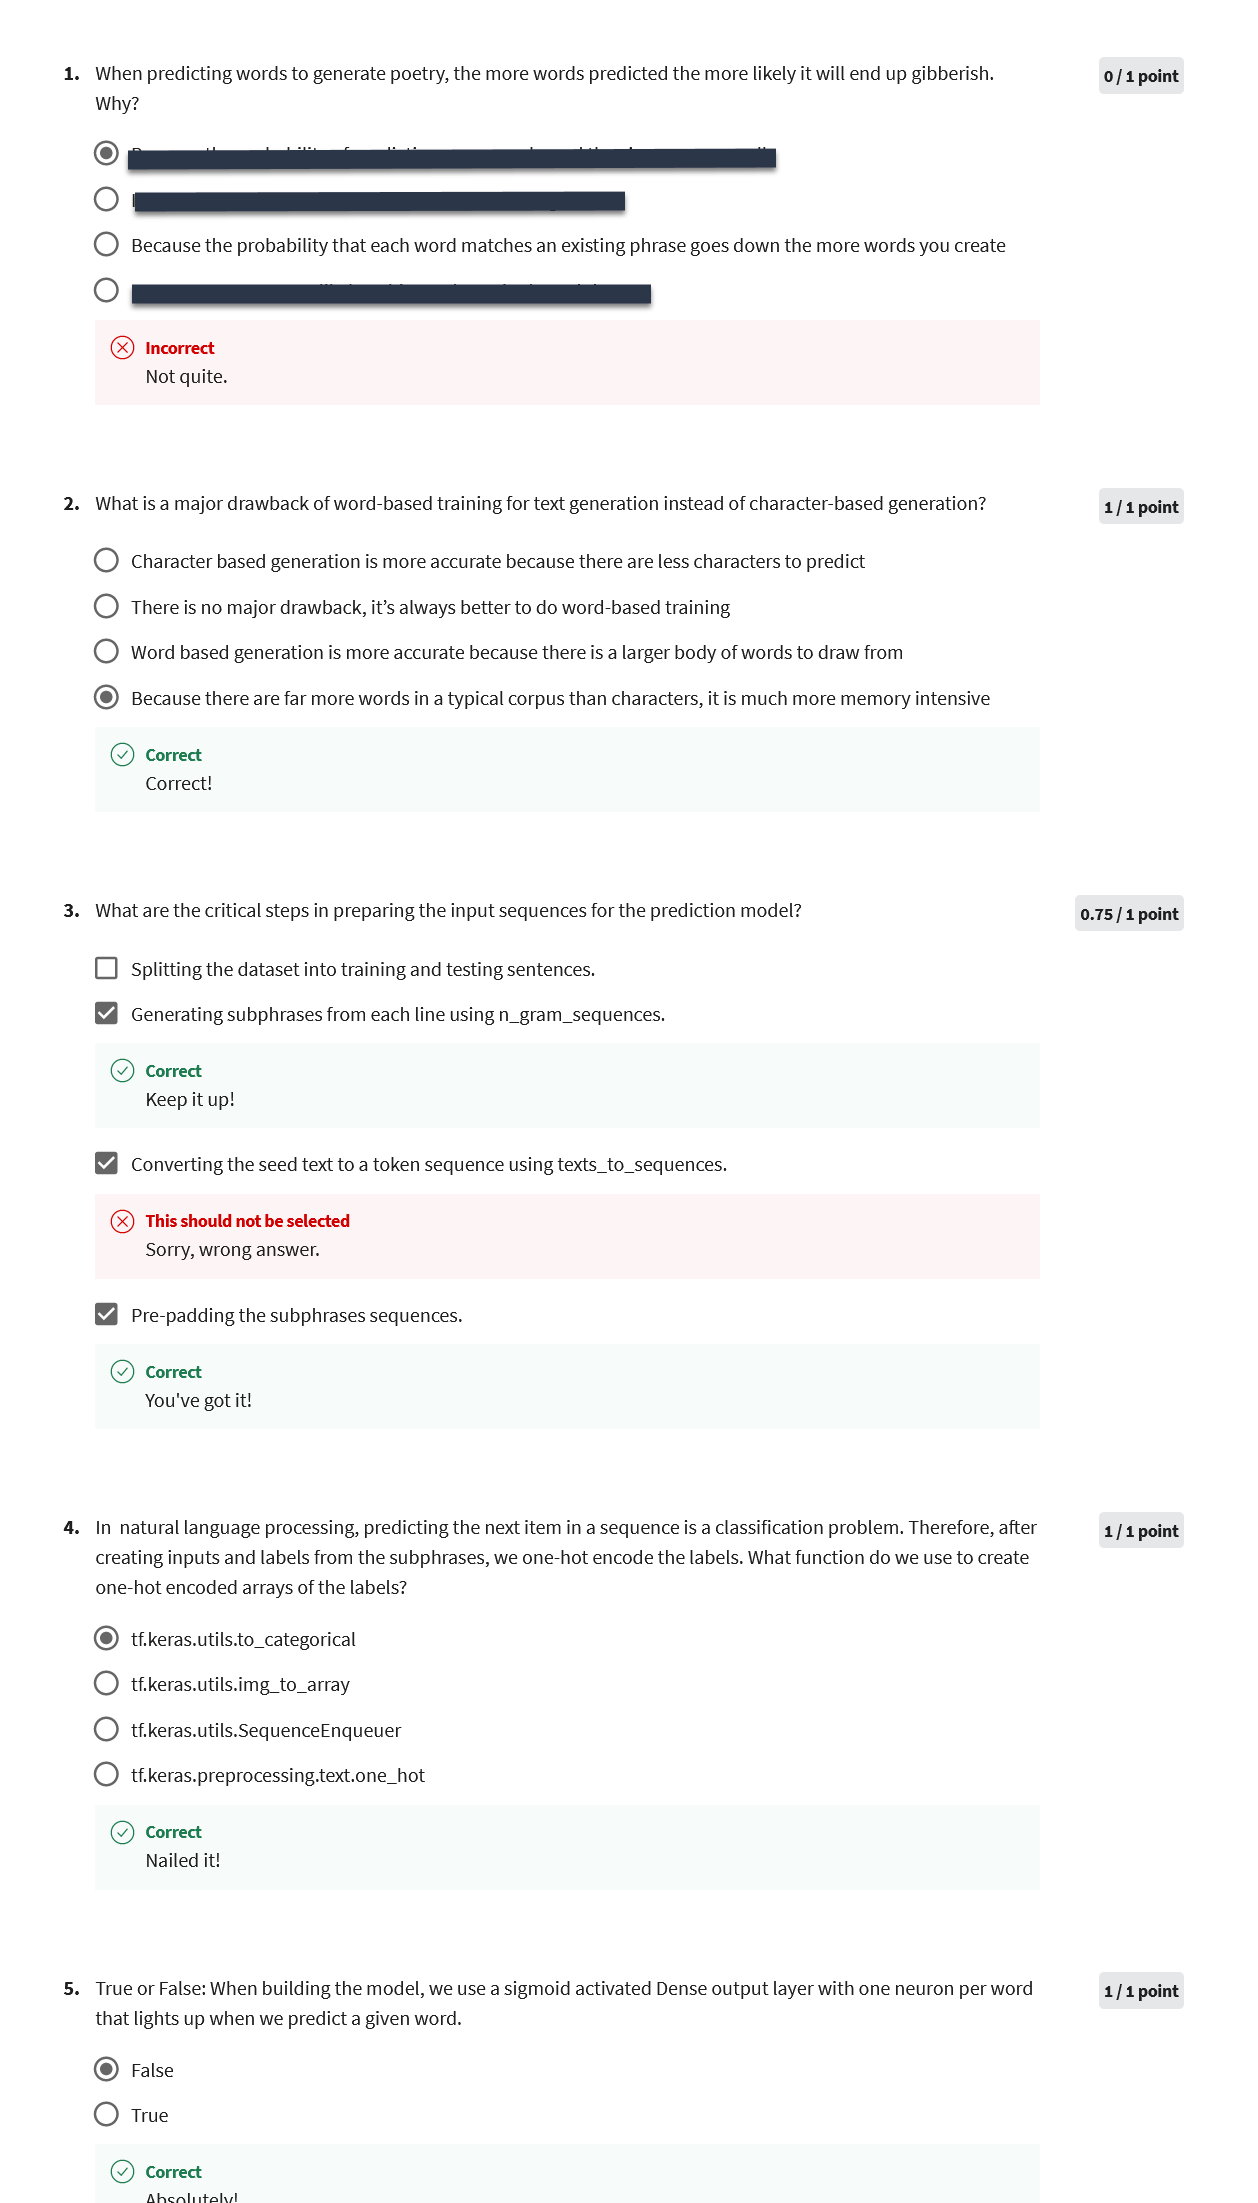 1. When predicting words to generate poetry, the more words predicted the more likely it will end up gibberish.
Why?
0 / 1 point
Because the probability that each word matches an existing phrase goes down the more words you create
Incorrect
Not quite.
2. What is a major drawback of word-based training for text generation instead of character-based generation?
1 / 1 point
Character based generation is more accurate because there are less characters to predict
There is no major drawback, it’s always better to do word-based training
Word based generation is more accurate because there is a larger body of words to draw from
Because there are far more words in a typical corpus than characters, it is much more memory intensive
Correct
Correct!
3. What are the critical steps in preparing the input sequences for the prediction model?
0.75 / 1 point
Splitting the dataset into training and testing sentences.
Generating subphrases from each line using n_gram_sequences.
Correct
Keep it up!
Converting the seed text to a token sequence using texts_to_sequences.
This should not be selected
Sorry, wrong answer.
Pre-padding the subphrases sequences.
Correct
You've got it!
4. In natural language processing, predicting the next item in a sequence is a classification problem. Therefore, after
creating inputs and labels from the subphrases, we one-hot encode the labels. What function do we use to create
one-hot encoded arrays of the labels?
1 / 1 point
tf.keras.utils.to_categorical
tf.keras.utils.img_to_array
tf.keras.utils.SequenceEnqueuer
tf.keras.preprocessing.text.one_hot
Correct
Nailed it!
5. True or False: When building the model, we use a sigmoid activated Dense output layer with one neuron per word
that lights up when we predict a given word.
1 / 1 point
False
True
Correct
Absolutely!